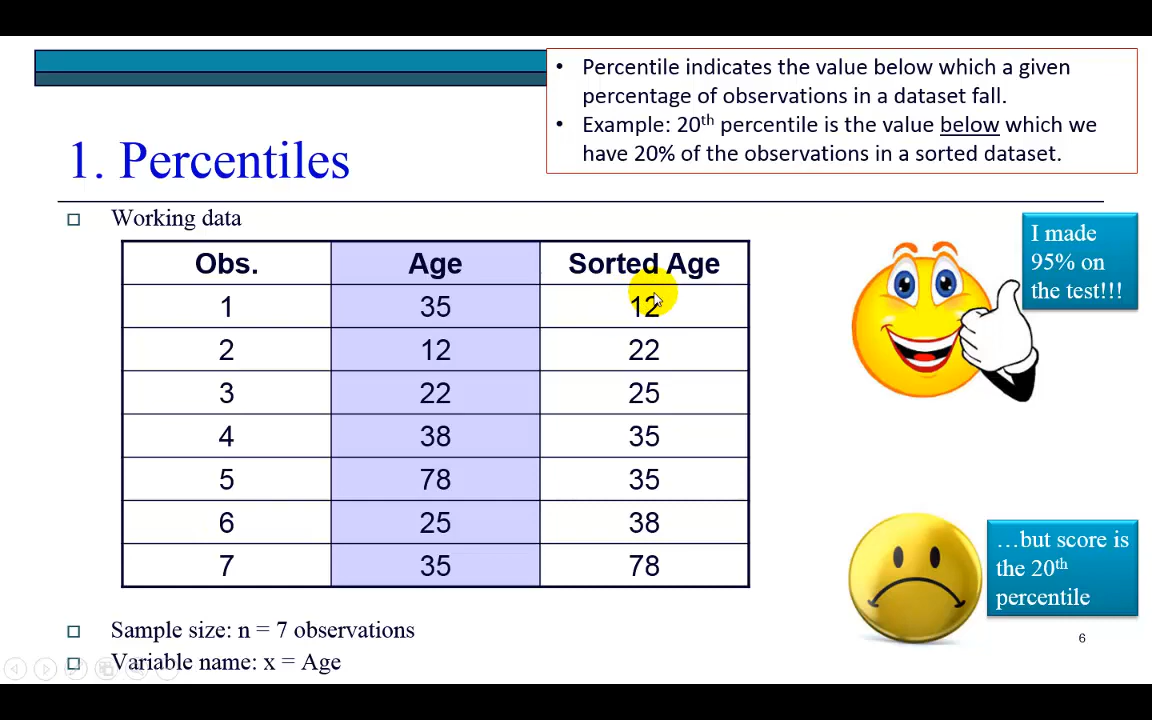 • Percentile indicates the value below which a given
percentage of observations in a dataset fall.
• Example: 20th percentile is the value below which we
have 20% of the observations in a sorted dataset.
1. Percentiles
Working data
Obs. Age Sorted Age
1 35 12
2 12 22
3 22 25
4 38 35
5 78 35
6 25 38
7 35 78
I made
95% on
the test!!!
…but score is
the 20th
percentile
Sample size: n = 7 observations
Variable name: x = Age
6